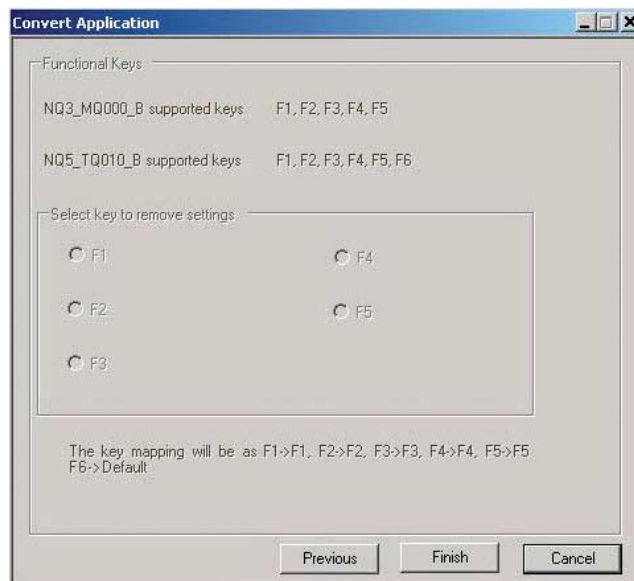 Convert Application
Functional Keys
NQ3_MQ000_B supported keys F1, F2, F3, F4, F5
NQ5_TQ010_B supported keys F1, F2, F3, F4, F5, F6
Select key to remove settings
F1 F4
F2 F5
F3
The key mapping will be as F1->F1, F2->F2, F3->F3, F4->F4, F5->F5
F6->Default
Previous Finish Cancel